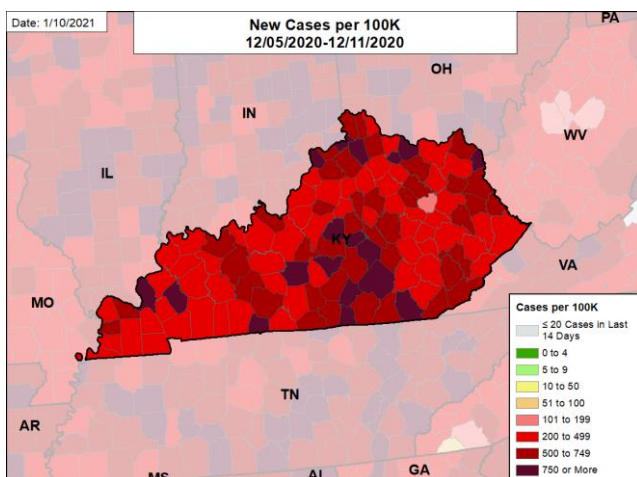 Date: 1/10/2021
New Cases per 100K
12/05/2020-12/11/2020
PA
OH
IN
WV
IL
KY
VA
MO
TN
AR
MS
AL
GA
Cases per 100K
≤ 20 Cases in Last
14 Days
0 to 4
5 to 9
10 to 50
51 to 100
101 to 199
200 to 499
500 to 749
750 or More